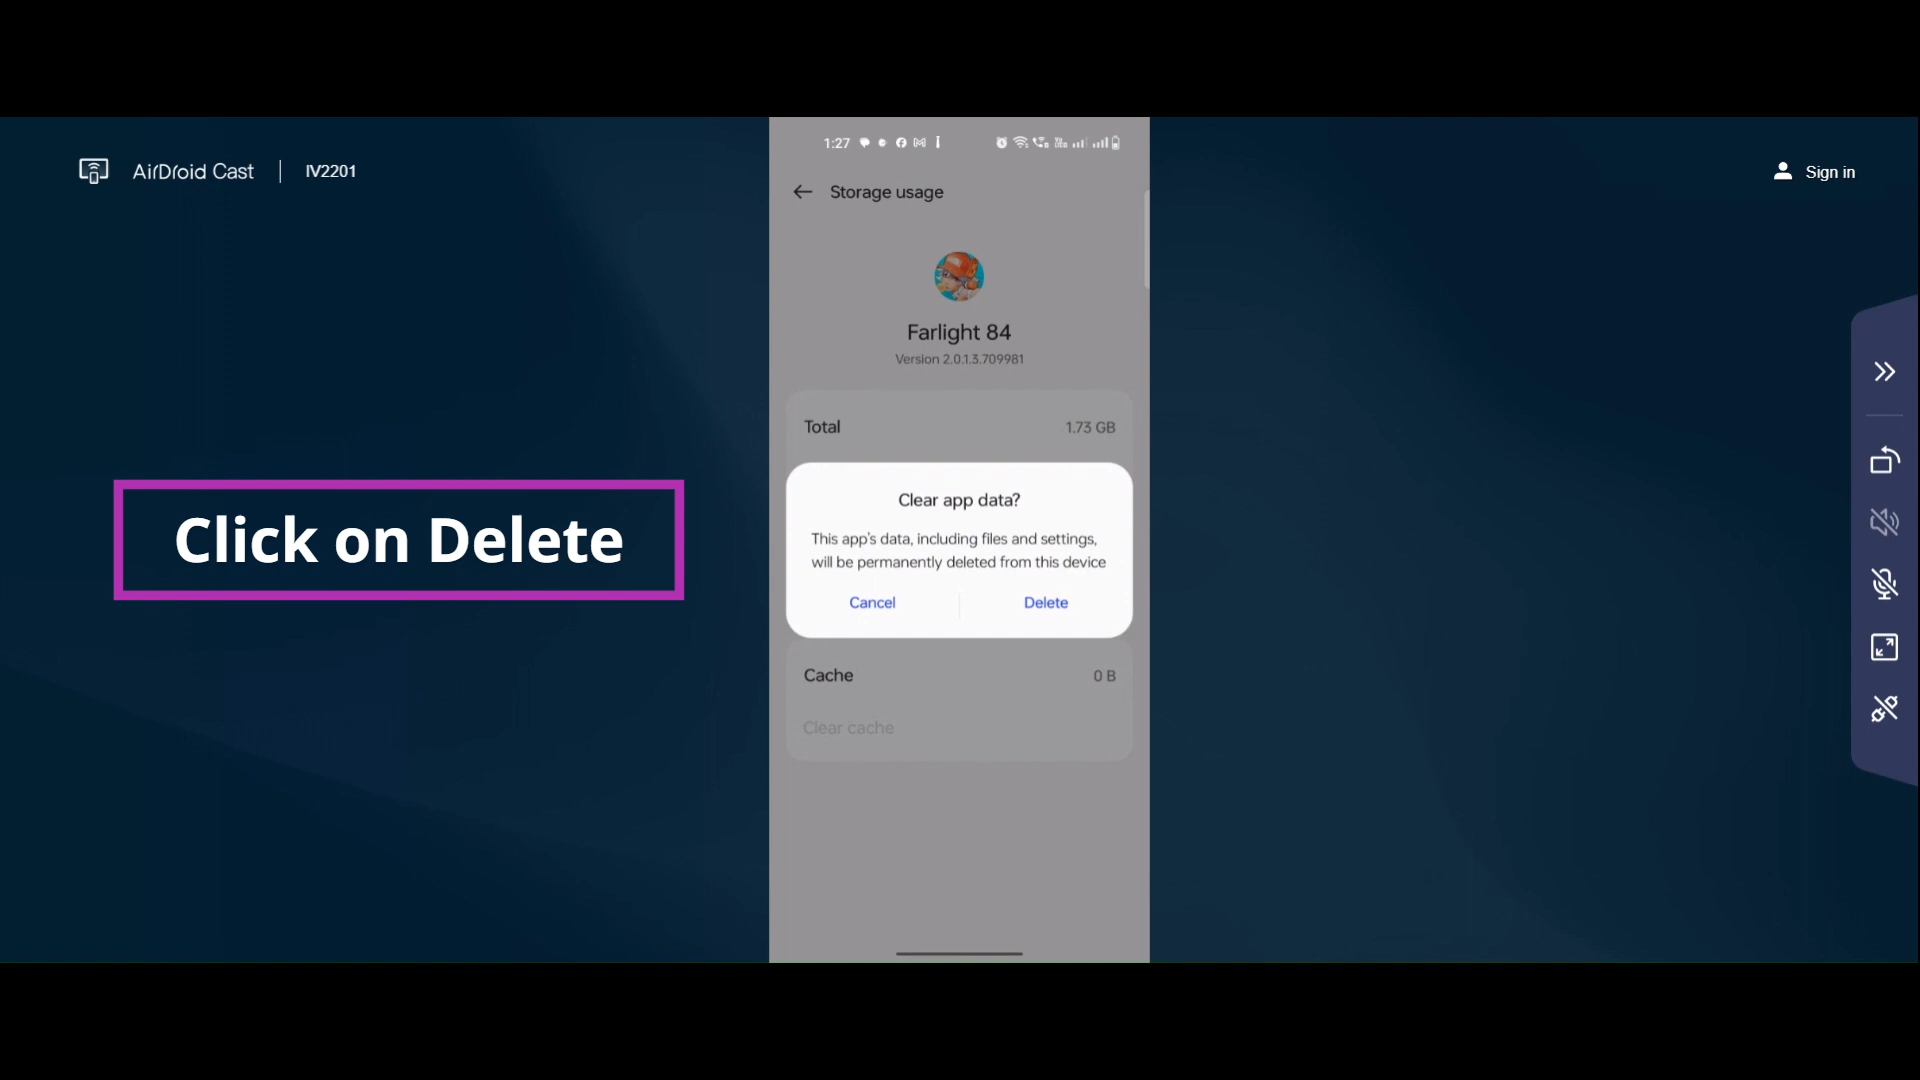 1:27
AirDroid Cast | IV2201
Sign in
Storage usage
Farlight 84
Version 2.0.1.3.709981
Total 1.73 GB
Click on Delete
Clear app data?
This app's data, including files and settings,
will be permanently deleted from this device
Cancel Delete
Cache 0 B
Clear cache